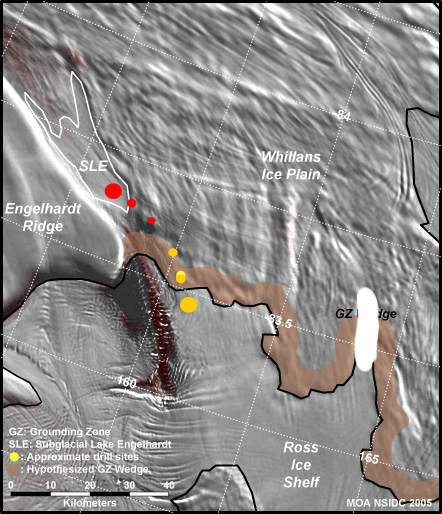 -84
SLE
Whillans
Ice Plain
Engelhardt
Ridge
GZ Wedge
-83.5
160
GZ: Grounding Zone
SLE: Subglacial Lake Engelhardt
: Approximate drill sites
: Hypothesized GZ Wedge
0 10 20 30 40
Kilometers
Ross
Ice
Shelf
165
MOA NSIDC 2005